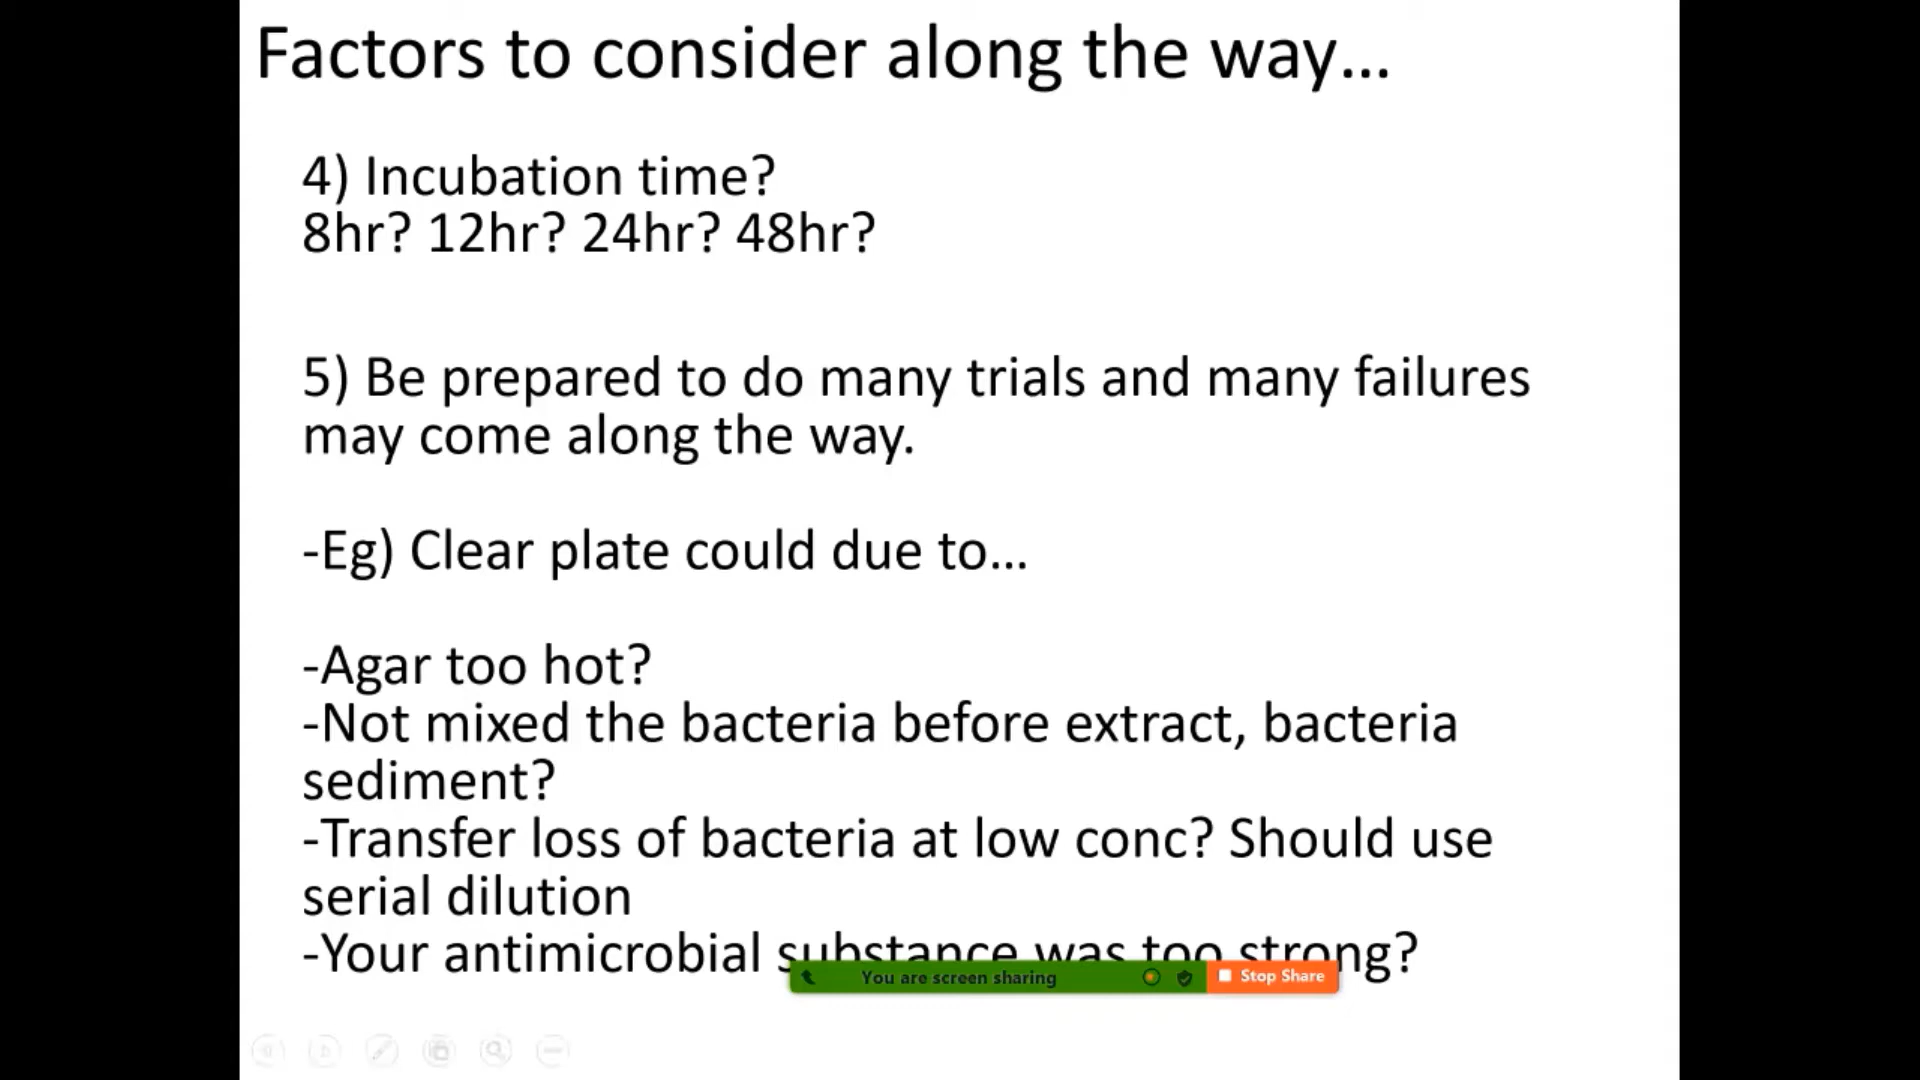 Factors to consider along the way...
4) Incubation time?
8hr? 12hr? 24hr? 48hr?
5) Be prepared to do many trials and many failures
may come along the way.
-Eg) Clear plate could due to...
-Agar too hot?
-Not mixed the bacteria before extract, bacteria
sediment?
-Transfer loss of bacteria at low conc? Should use
serial dilution
-Your antimicrobial substance was too strong?
You are screen sharing
Stop Share